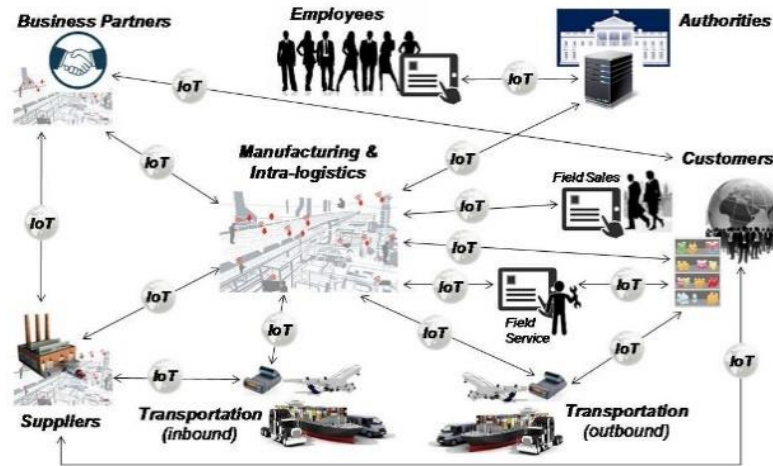 Business Partners
Employees
Authorities
IoT
IoT
IoT
IoT
Manufacturing &
Intra-logistics
Customers
Field Sales
IoT
IoT
IoT
IoT
IoT
IoT
IoT
Field
Service
IoT
IoT
IoT
IoT
Suppliers
Transportation
(inbound)
Transportation
(outbound)